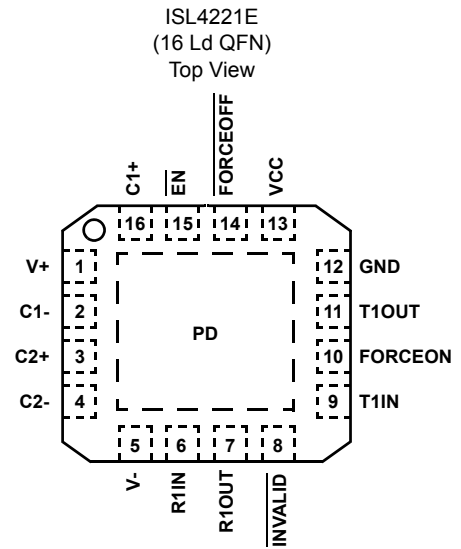 ISL4221E
(16 Ld QFN)
Top View
C1+
EN
FORCEOFF
VCC
16
15
14
13
V+ 1
C1- 2
C2+ 3
C2- 4
PD
12 GND
11 T1OUT
10 FORCEON
9 T1IN
5
6
7
8
V-
R1IN
R1OUT
INVALID